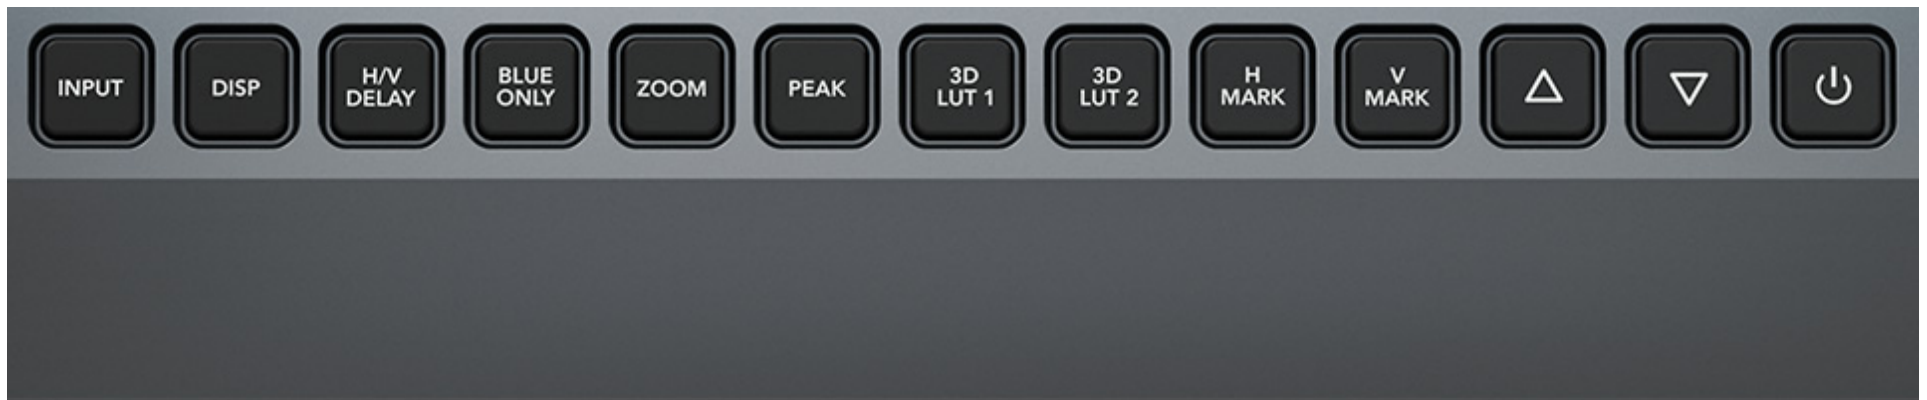 INPUT
DISP
H/V
DELAY
BLUE
ONLY
ZOOM
PEAK
3D
LUT 1
3D
LUT 2
H
MARK
V
MARK